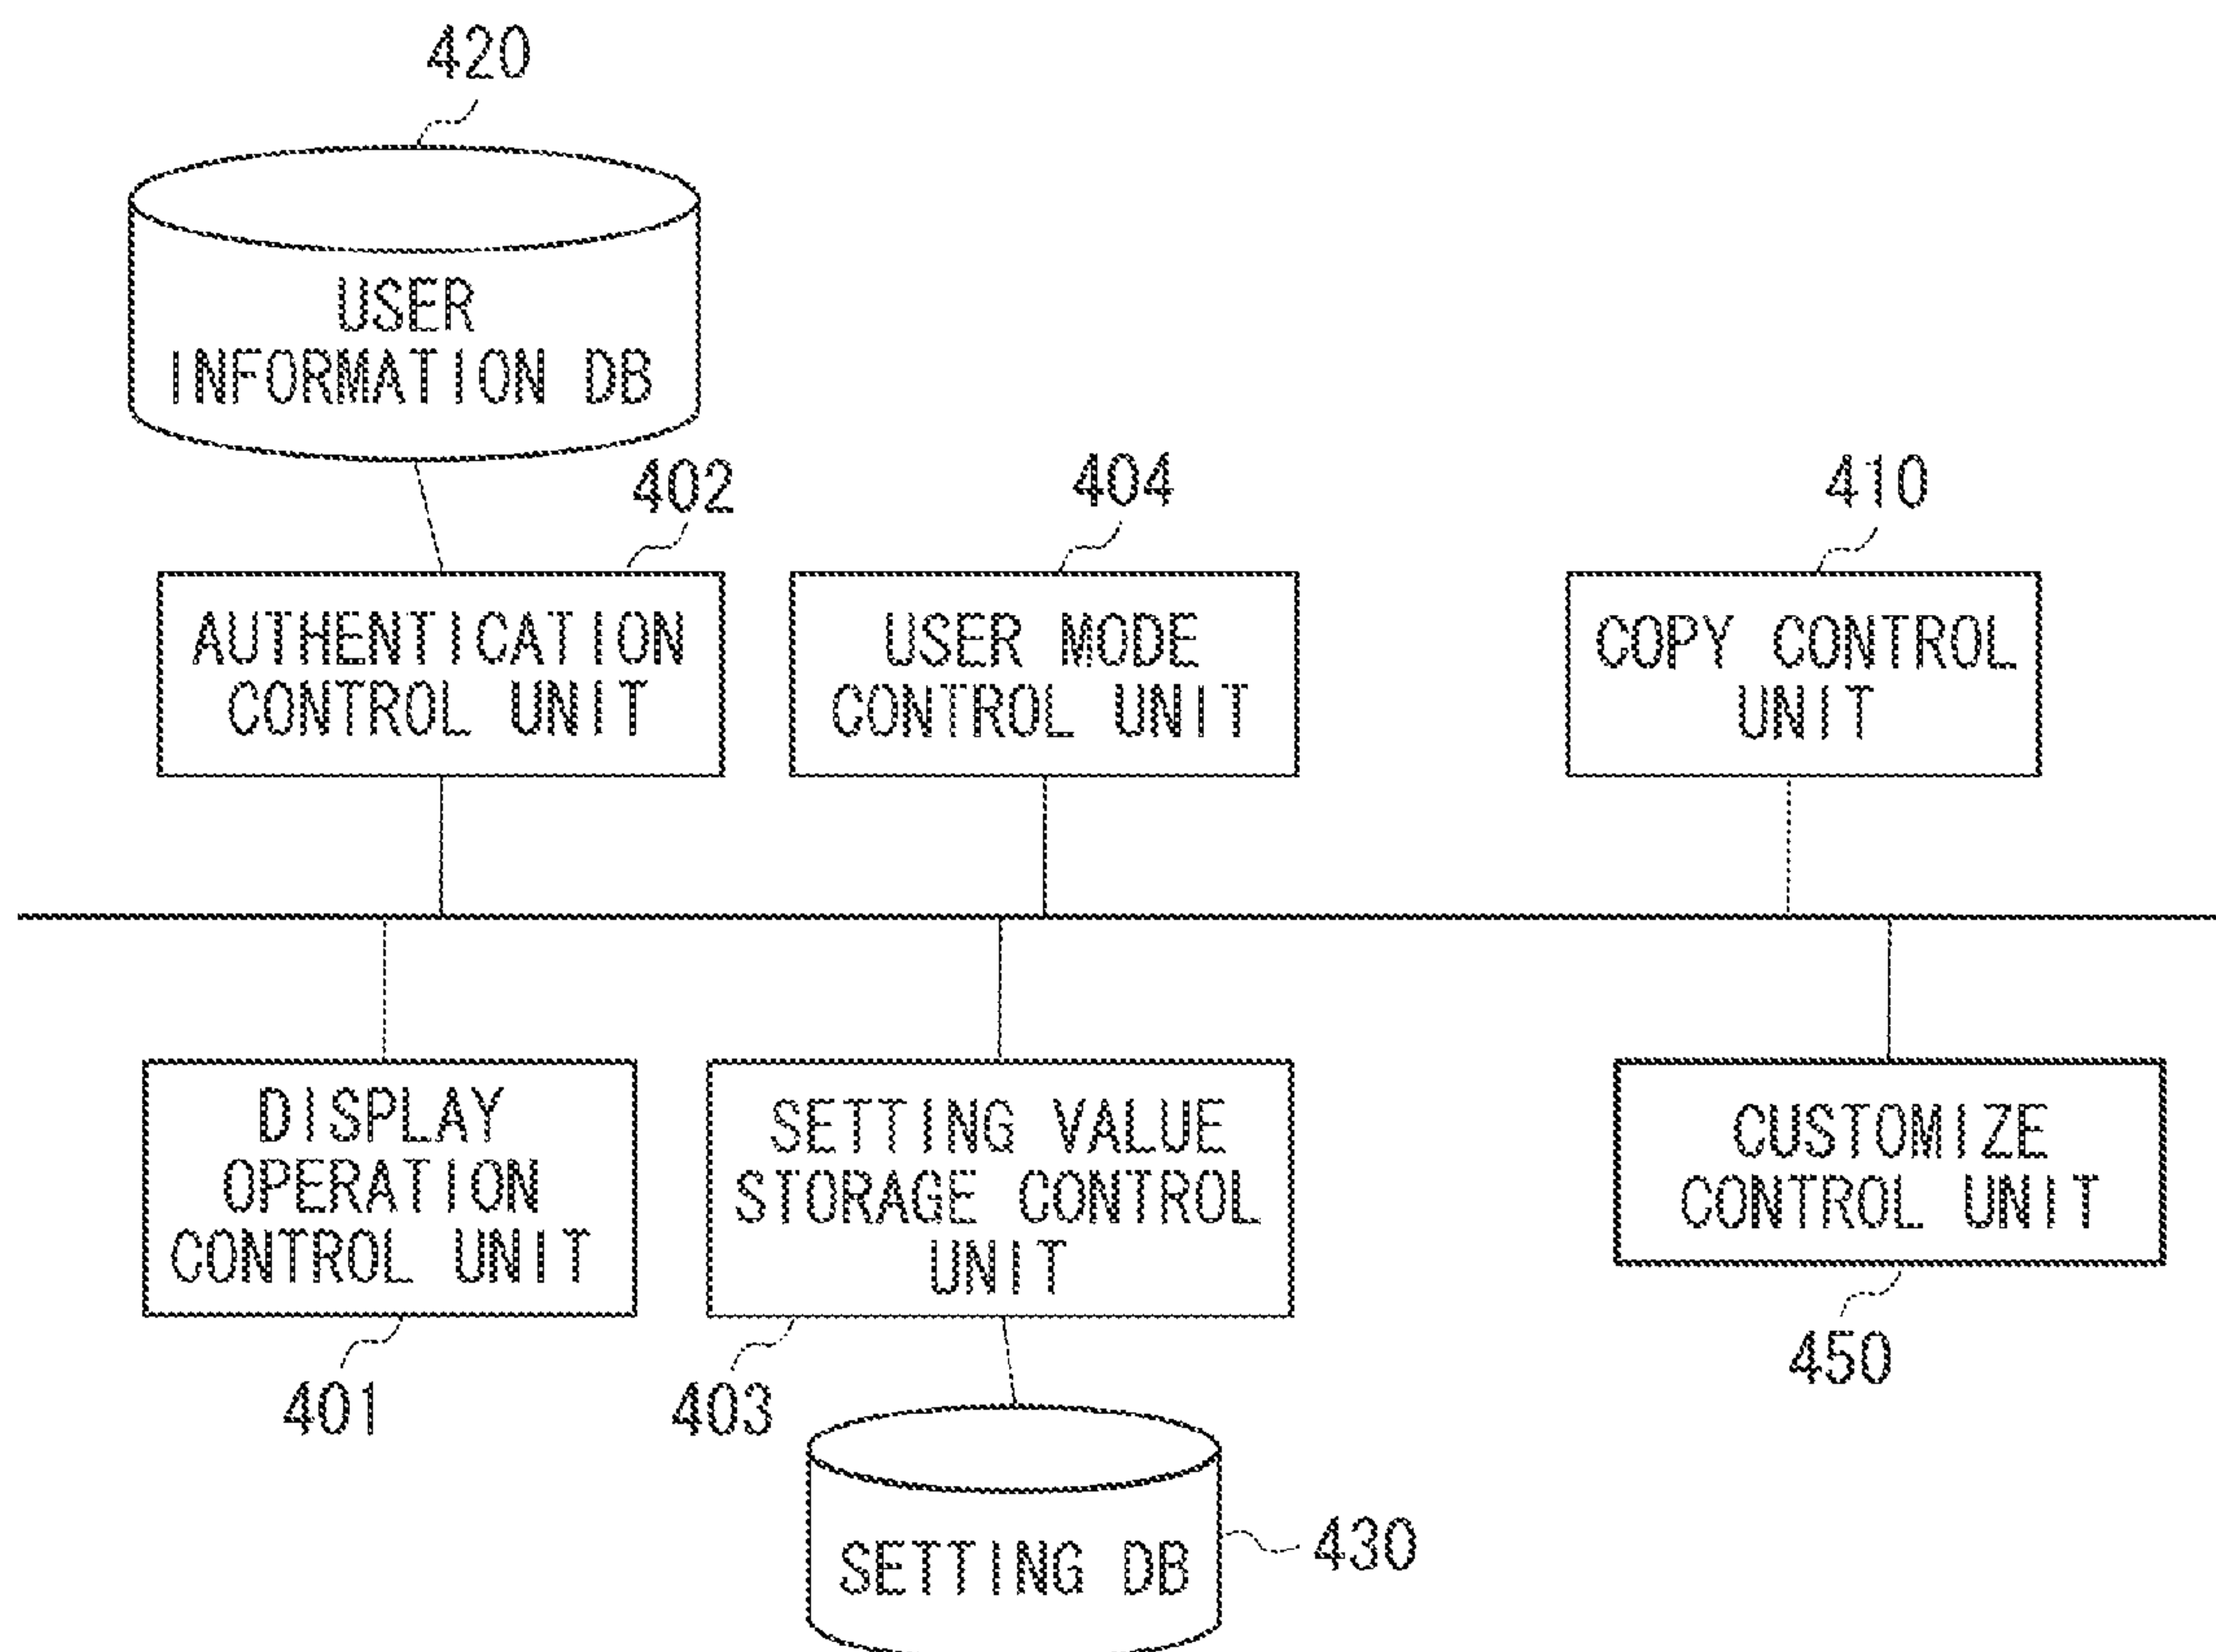 420
USER
INFORMATION DB
402
404
410
AUTHENTICATION
CONTROL UNIT
USER MODE
CONTROL UNIT
COPY CONTROL
UNIT
DISPLAY
OPERATION
CONTROL UNIT
SETTING VALUE
STORAGE CONTROL
UNIT
CUSTOMIZE
CONTROL UNIT
401
403
450
SETTING DB
430